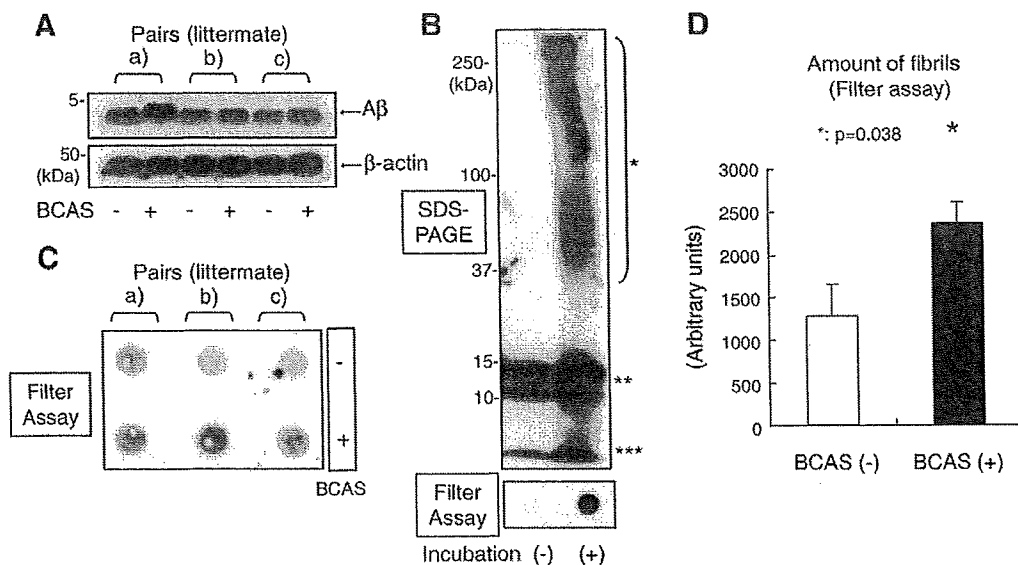 A
Pairs (littermate)
a) b) c)
5-
Aβ
50-
(kDa)
β-actin
BCAS - + - + - +
B
250-
(kDa)
*
100-
SDS-
PAGE
37-
15-
**
10-
***
Filter
Assay
Incubation (-) (+)
C
Pairs (littermate)
a) b) c)
-
Filter
Assay
+
BCAS
D
Amount of fibrils
(Filter assay)
*: p=0.038 *
(Arbitrary units)
3000
2500
2000
1500
1000
500
0
BCAS (-) BCAS (+)